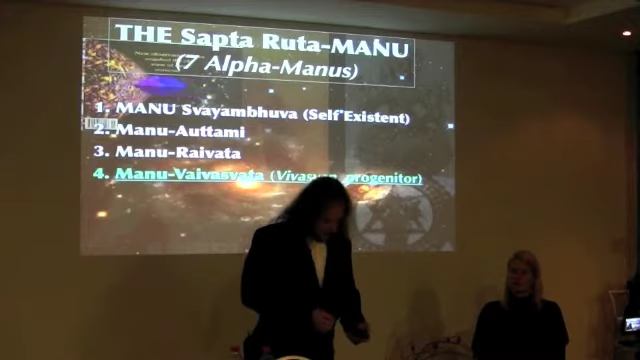 THE Sapta Ruta-MANU
(7 Alpha-Manus)
1. MANU Svayambhuva (Self Existent)
2. Manu-Auttami
3. Manu-Raivata
4. Manu-Vaivasvata (Vivasvan, progenitor)